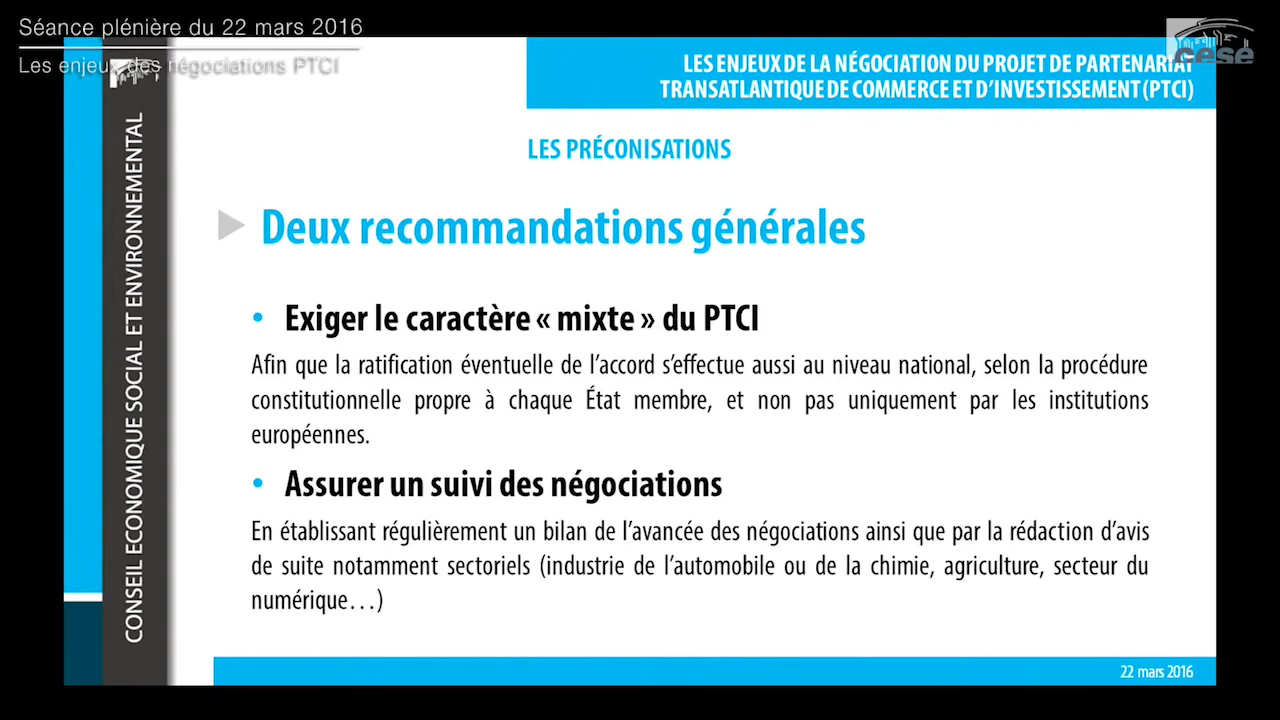 Séance plénière du 22 mars 2016
Les enjeux des négociations PTCI
cese
LES ENJEUX DE LA NÉGOCIATION DU PROJET DE PARTENARIAT
TRANSATLANTIQUE DE COMMERCE ET D’INVESTISSEMENT (PTCI)
CONSEIL ECONOMIQUE SOCIAL ET ENVIRONNEMENTAL
LES PRÉCONISATIONS
Deux recommandations générales
• Exiger le caractère « mixte » du PTCI
Afin que la ratification éventuelle de l’accord s’effectue aussi au niveau national, selon la procédure
constitutionnelle propre à chaque État membre, et non pas uniquement par les institutions
européennes.
• Assurer un suivi des négociations
En établissant régulièrement un bilan de l’avancée des négociations ainsi que par la rédaction d’avis
de suite notamment sectoriels (industrie de l’automobile ou de la chimie, agriculture, secteur du
numérique…)
22 mars 2016